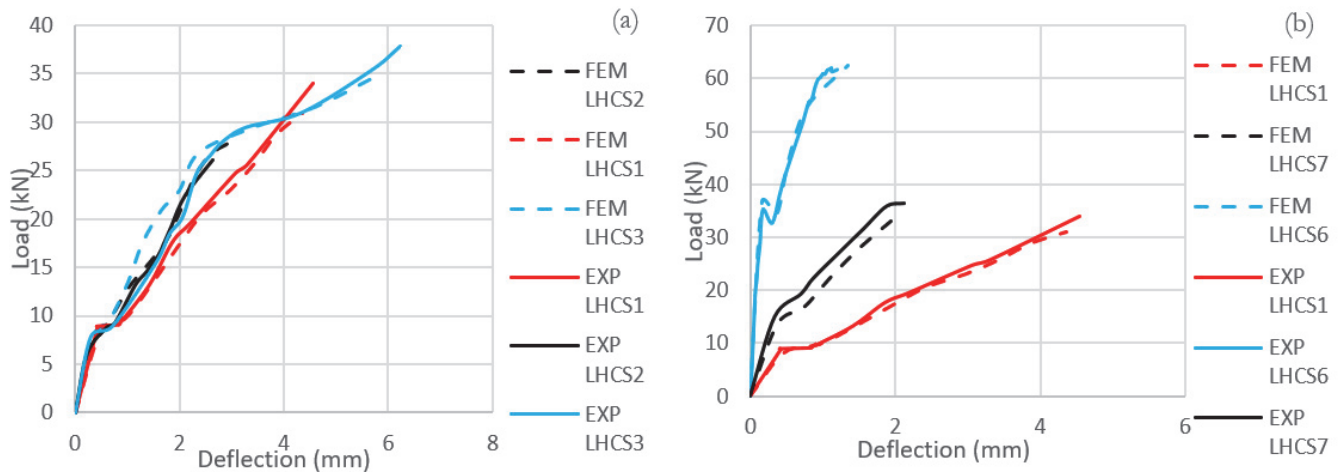 (a)
40
35
30
25
20
15
10
5
0
Load (kN)
0 2 4 6 8
Deflection (mm)
FEM
LHCS2
FEM
LHCS1
FEM
LHCS3
EXP
LHCS1
EXP
LHCS2
EXP
LHCS3
(b)
70
60
50
40
30
20
10
0
Load (kN)
0 2 4 6
Deflection (mm)
FEM
LHCS1
FEM
LHCS7
FEM
LHCS6
EXP
LHCS1
EXP
LHCS6
EXP
LHCS7